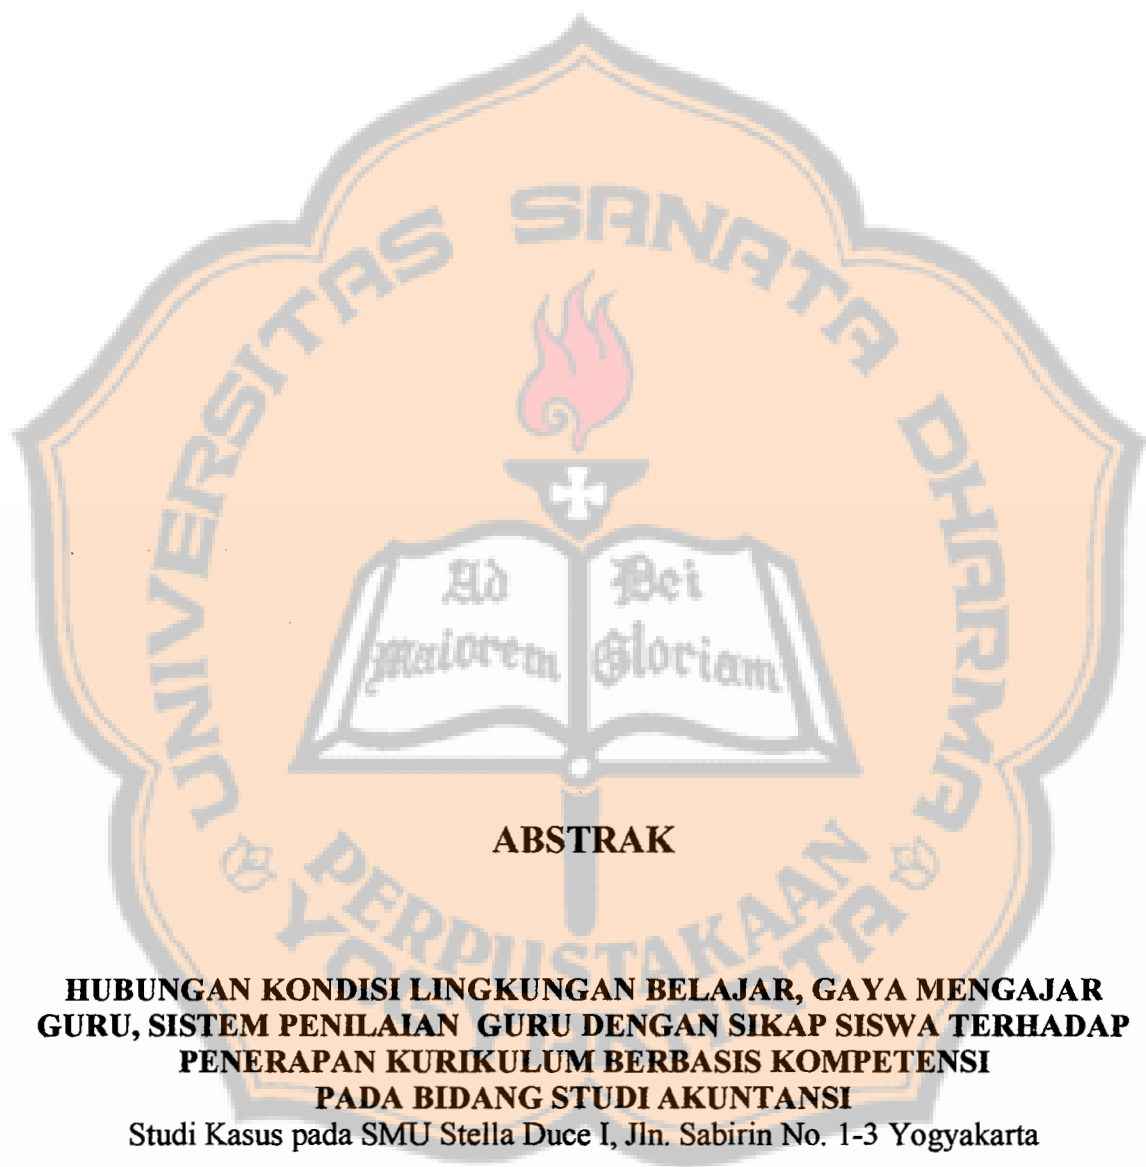 UNIVERSITAS SANATA DHARMA
Ad
Maiorem
Dei
Gloriam
PERPUSTAKAAN
YOGYAKARTA
ABSTRAK
HUBUNGAN KONDISI LINGKUNGAN BELAJAR, GAYA MENGAJAR
GURU, SISTEM PENILAIAN GURU DENGAN SIKAP SISWA TERHADAP
PENERAPAN KURIKULUM BERBASIS KOMPETENSI
PADA BIDANG STUDI AKUNTANSI
Studi Kasus pada SMU Stella Duce I, Jln. Sabirin No. 1-3 Yogyakarta